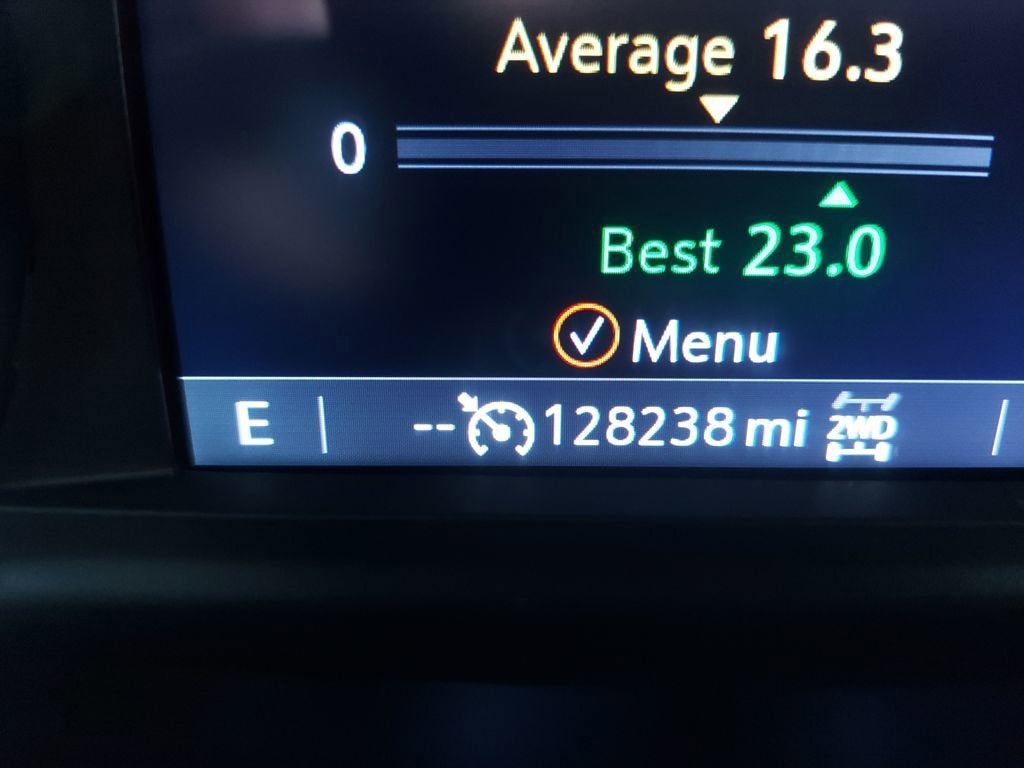 Average 16.3
0
Best 23.0
Menu
E -- 128238 mi 2WD